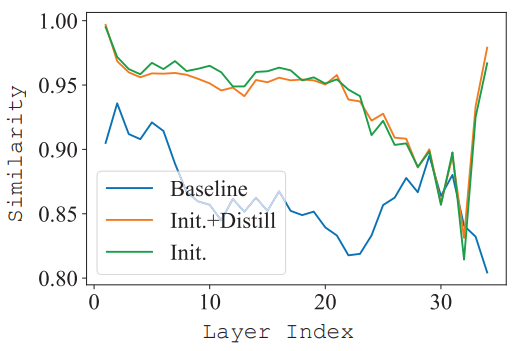 1.00
0.95
0.90
0.85
0.80
Similarity
Baseline
Init.+Distill
Init.
0 10 20 30
Layer Index